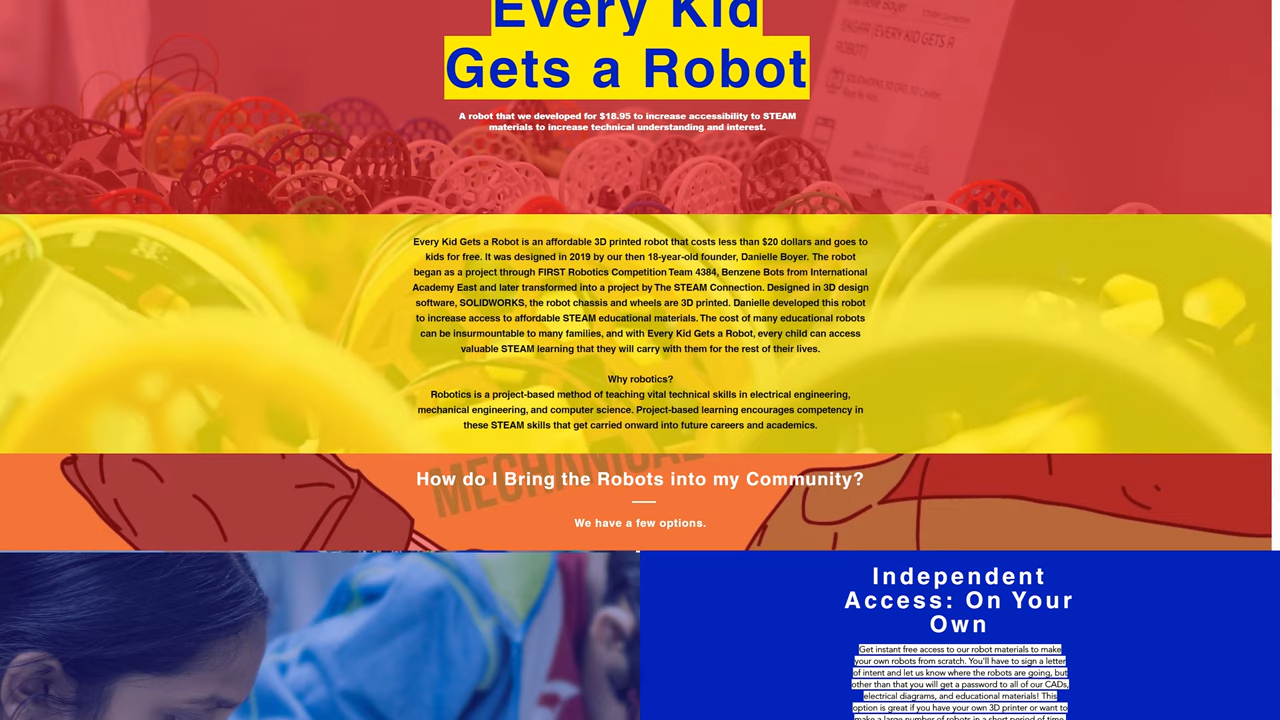 Every Kid
Gets a Robot
EVERY KID GETS A
ROBOT!
A robot that we developed for $18.95 to increase accessibility to STEAM
materials to increase technical understanding and interest.
Every Kid Gets a Robot is an affordable 3D printed robot that costs less than $20 dollars and goes to
kids for free. It was designed in 2019 by our then 18-year-old founder, Danielle Boyer. The robot
began as a project through FIRST Robotics Competition Team 4384, Benzene Bots from International
Academy East and later transformed into a project by The STEAM Connection. Designed in 3D design
software, SOLIDWORKS, the robot chassis and wheels are 3D printed. Danielle developed this robot
to increase access to affordable STEAM educational materials. The cost of many educational robots
can be insurmountable to many families, and with Every Kid Gets a Robot, every child can access
valuable STEAM learning that they will carry with them for the rest of their lives.
Why robotics?
Robotics is a project-based method of teaching vital technical skills in electrical engineering,
mechanical engineering, and computer science. Project-based learning encourages competency in
these STEAM skills that get carried onward into future careers and academics.
MECHANICAL
How do I Bring the Robots into my Community?
We have a few options.
Independent
Access: On Your
Own
Get instant free access to our robot materials to make
your own robots from scratch. You'll have to sign a letter
of intent and let us know where the robots are going, but
other than that you will get a password to all of our CADs,
electrical diagrams, and educational materials! This
option is great if you have your own 3D printer or want to
make a large number of robots in a short period of time.